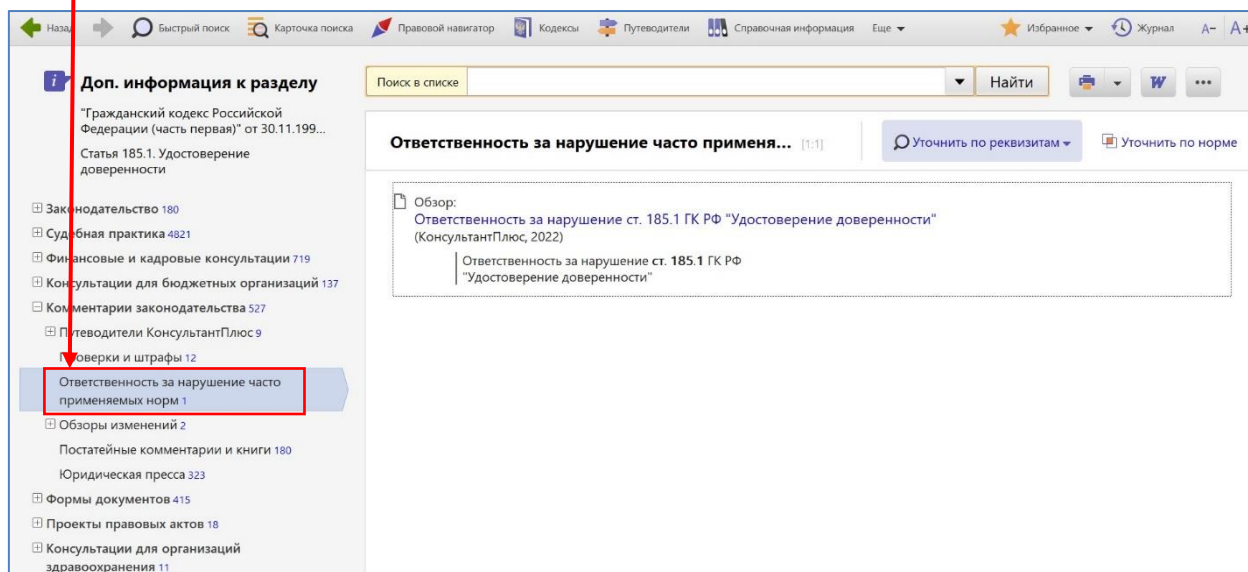 Назад Быстрый поиск Карточка поиска Правовой навигатор Кодексы Путеводители Справочная информация Еще Избранное Журнал A- A+
i Доп. информация к разделу
"Гражданский кодекс Российской
Федерации (часть первая)" от 30.11.199...
Статья 185.1. Удостоверение
доверенности
Законодательство 180
Судебная практика 4821
Финансовые и кадровые консультации 719
Консультации для бюджетных организаций 137
Комментарии законодательства 527
Путеводители КонсультантПлюс 9
Проверки и штрафы 12
Ответственность за нарушение часто
применяемых норм 1
Обзоры изменений 2
Постатейные комментарии и книги 180
Юридическая пресса 323
Формы документов 415
Проекты правовых актов 18
Консультации для организаций
здравоохранения 11
Поиск в списке Найти W
Ответственность за нарушение часто применя... [1:1] Уточнить по реквизитам Уточнить по норме
Обзор:
Ответственность за нарушение ст. 185.1 ГК РФ "Удостоверение доверенности"
(КонсультантПлюс, 2022)
Ответственность за нарушение ст. 185.1 ГК РФ
"Удостоверение доверенности"